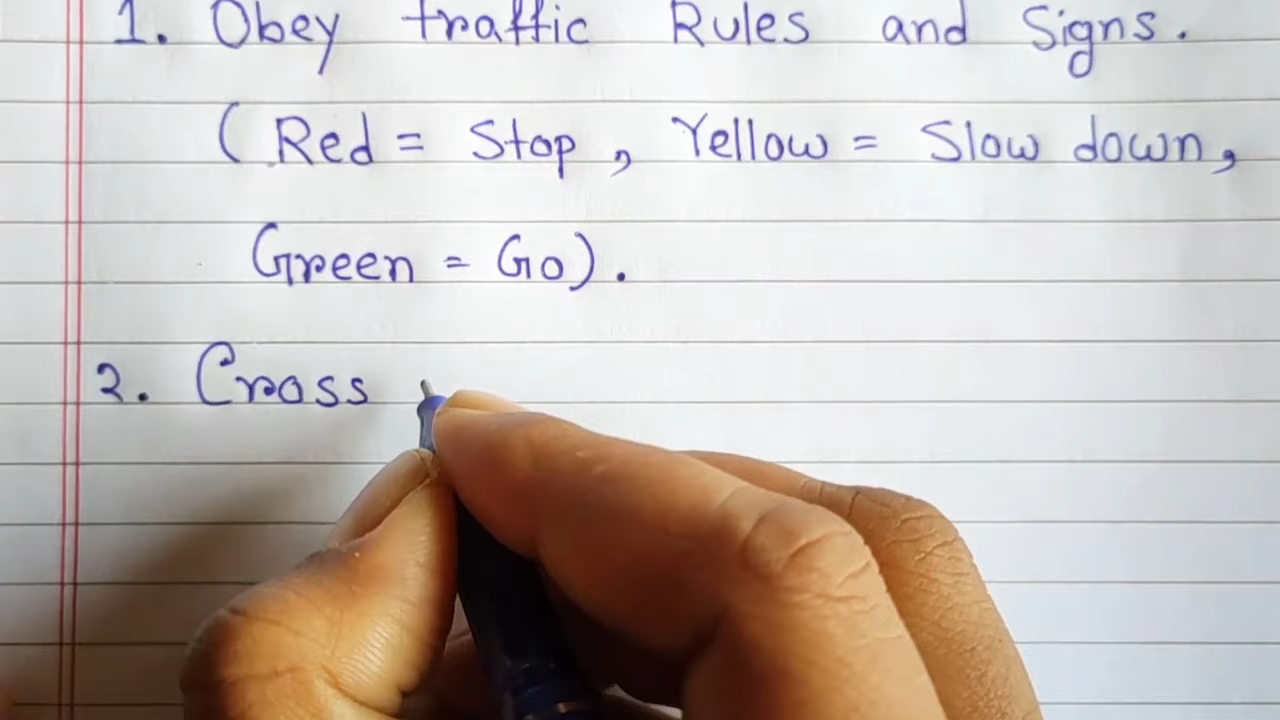 1. Obey traffic Rules and Signs.
(Red = Stop, Yellow = Slow down,
Green = Go).
2. Cross